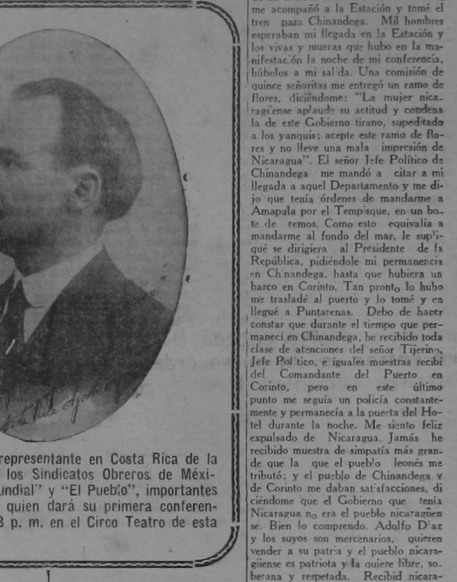 representante en Costa Rica de la
los Sindicatos Obreros de Méxi-
undial" y "El Pueblo", importantes
quien dará su primera conferen-
8 p. m. en el Circo Teatro de esta
me acompañó a la Estación y tomé el
tren para Chinandega. Mil hombres
esperaban mi llegada en la Estación y
los vivas y mueras que hubo en la ma-
nifestación la noche de mi conferencia,
húbolos a mi salida. Una comisión de
quince señoritas me entregó un ramo de
flores, diciéndome: "La mujer nica-
ragüense aplaude su actitud y condena
la de este Gobierno tirano, supeditado
a los yanquis; acepte este ramo de flo-
res y no lleve una mala impresión de
Nicaragua". El señor Jefe Político de
Chinandega me mandó a citar a mi
llegada a aquel Departamento y me di-
jo que tenía órdenes de mandarme a
Amapala por el Tempisque, en un bo-
te de remos. Como esto equivalía a
mandarme al fondo del mar, le supli-
qué se dirigiera al Presidente de la
República, pidiéndole mi permanencia
en Chinandega, hasta que hubiera un
barco en Corinto. Tan pronto lo hubo
me trasladé al puerto y lo tomé y en
llegué a Puntarenas. Debo de hacer
constar que durante el tiempo que per-
manecí en Chinandega, he recibido toda
clase de atenciones del señor Tijerino,
Jefe Político, e iguales muestras recibí
del Comandante del Puerto en
Corinto, pero en este último
punto me seguía un policía constante-
mente y permanecía a la puerta del Ho-
tel durante la noche. Me siento feliz
expulsado de Nicaragua. Jamás he
recibido muestra de simpatía más gran-
de que la que el pueblo leonés me
tributó; y el pueblo de Chinandega y
de Corinto me daban satisfacciones, di
ciéndome que el Gobierno que tenía
Nicaragua no era el pueblo nicaragüen
se. Bien lo comprendo. Adolfo Díaz
y los suyos son mercenarios, quieren
vender a su patria y el pueblo nicara-
güense es patriota y la quiere libre, so-
berana y respetada. Recibid nicara-